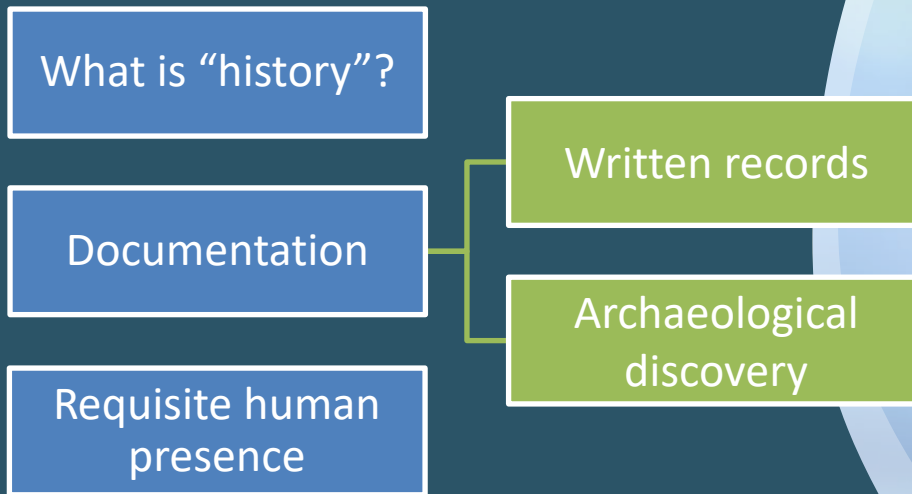 What is “history”?
Documentation
Written records
Archaeological
discovery
Requisite human
presence